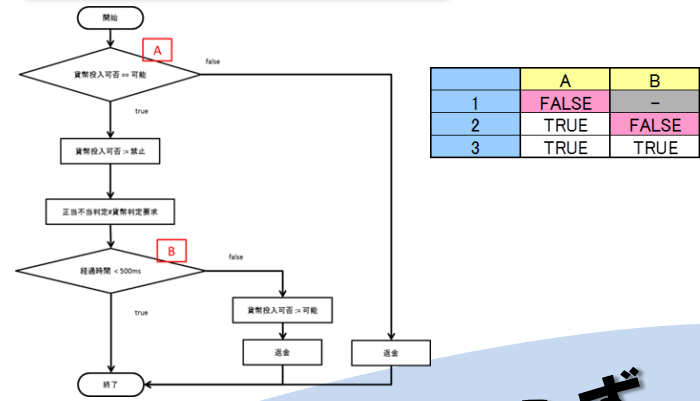 開始
A
false
貨幣投入可否 == 可能
true
貨幣投入可否 := 禁止
正当不当判定#貨幣判定要求
B
false
経過時間 < 500ms
true
貨幣投入可否 := 可能
返金
返金
終了
A B
1 FALSE –
2 TRUE FALSE
3 TRUE TRUE
ず